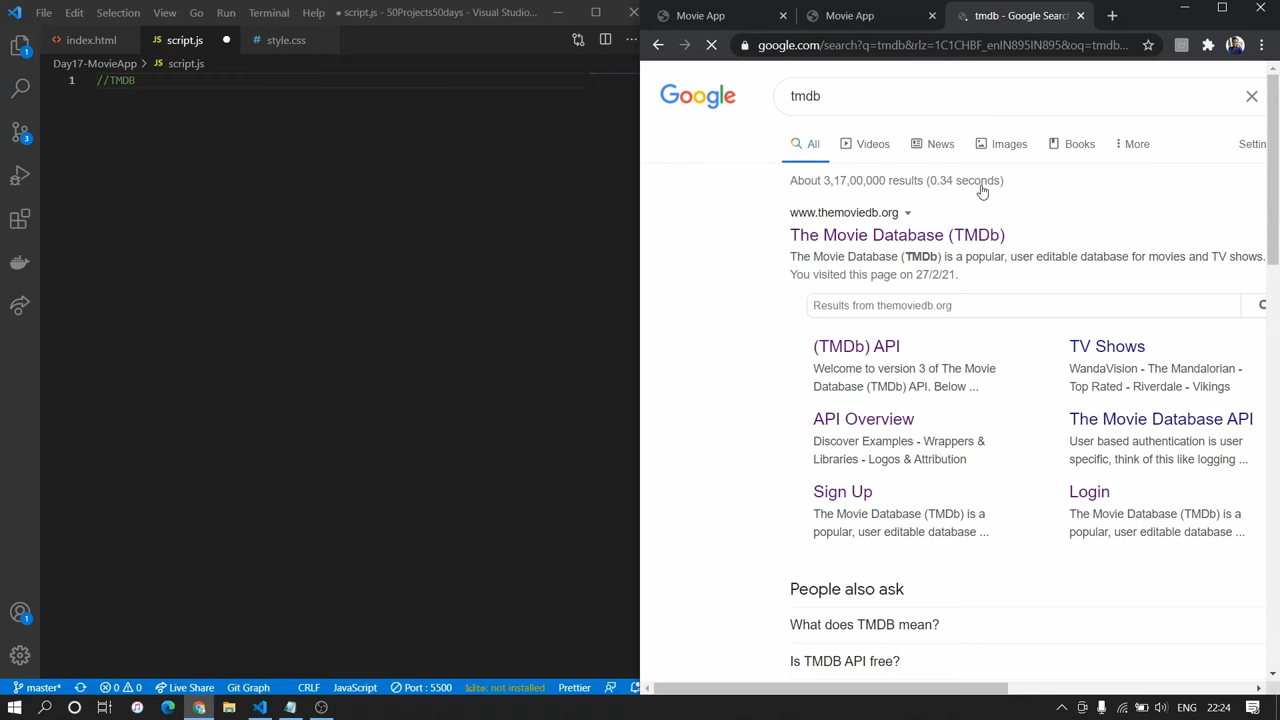 File Edit Selection View Go Run Terminal Help
● script.js - 50Projects50days - Visual Studio...
index.html
script.js
# style.css
Day17-MovieApp > script.js
1
//TMDB
1
3
1
master*
0 0
Live Share
Git Graph
CRLF
JavaScript
Port : 5500
kite: not installed
Prettier
Movie App
Movie App
tmdb - Google Search
google.com/search?q=tmdb&rlz=1C1CHBF_enIN895IN895&oq=tmdb...
Google
tmdb
All
Videos
News
Images
Books
More
Settin
About 3,17,00,000 results (0.34 seconds)
www.themoviedb.org
The Movie Database (TMDb)
The Movie Database (TMDb) is a popular, user editable database for movies and TV shows.
You visited this page on 27/2/21.
Results from themoviedb.org
(TMDb) API
Welcome to version 3 of The Movie
Database (TMDb) API. Below ...
TV Shows
WandaVision - The Mandalorian -
Top Rated - Riverdale - Vikings
API Overview
Discover Examples - Wrappers &
Libraries - Logos & Attribution
The Movie Database API
User based authentication is user
specific, think of this like logging ...
Sign Up
The Movie Database (TMDb) is a
popular, user editable database ...
Login
The Movie Database (TMDb) is a
popular, user editable database ...
People also ask
What does TMDB mean?
Is TMDB API free?
ENG
22:24